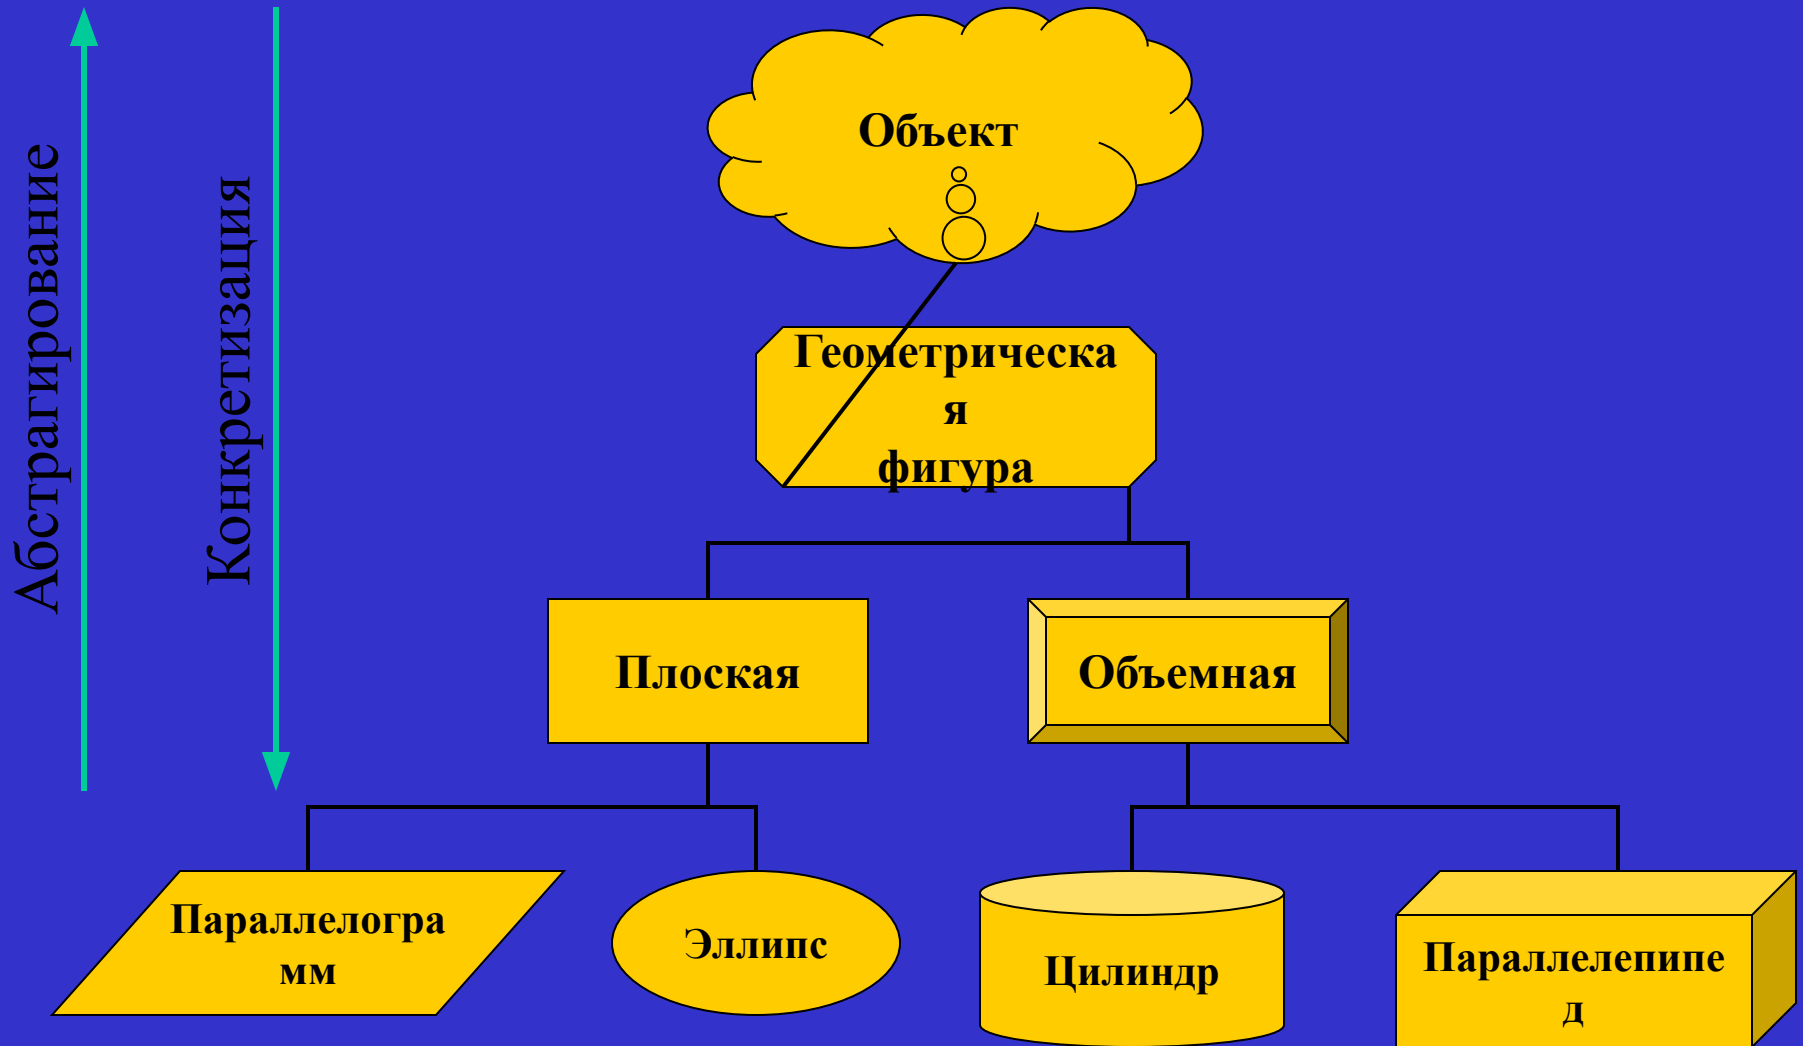 Абстрагирование
Конкретизация
Объект
Геометрическа
я
фигура
Плоская
Объемная
Параллелогра
мм
Эллипс
Цилиндр
Параллелепипе
д